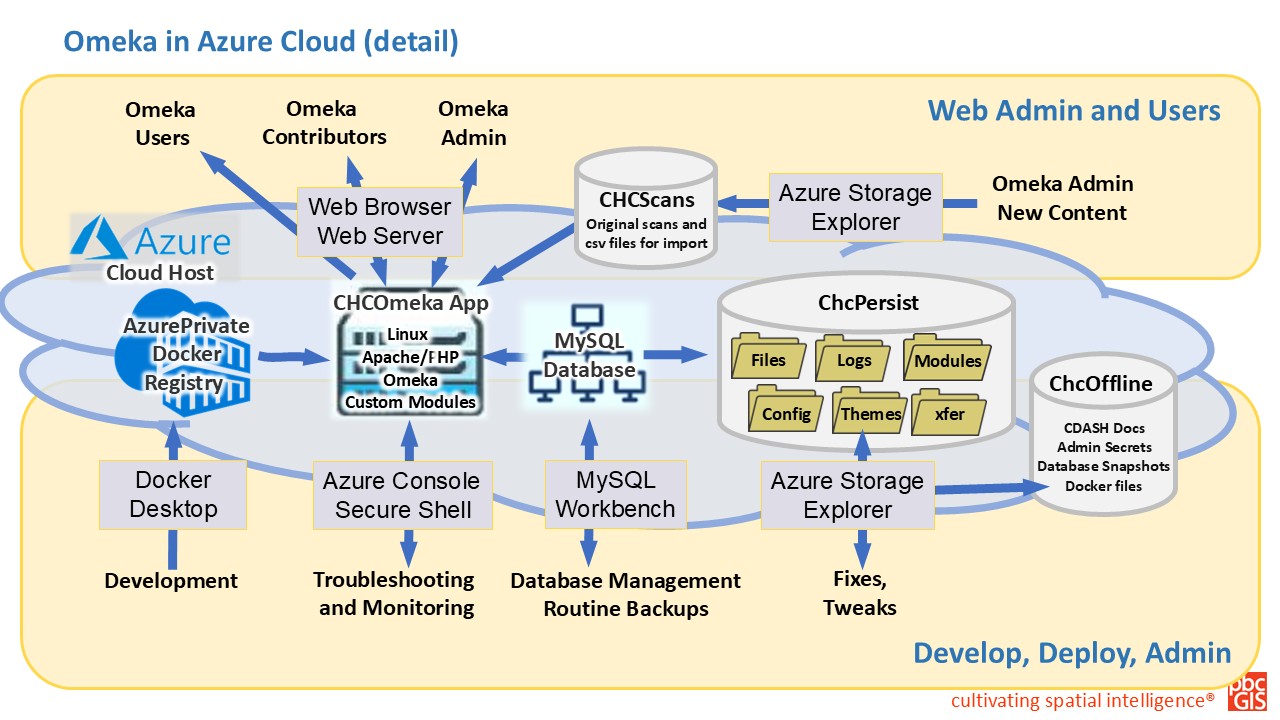 Omeka in Azure Cloud (detail)
Web Admin and Users
Omeka
Users
Omeka
Contributors
Omeka
Admin
Web Browser
Web Server
CHCScans
Original scans and
csv files for import
Azure Storage
Explorer
Omeka Admin
New Content
Azure
Cloud Host
AzurePrivate
Docker
Registry
CHCOmeka App
Linux
Apache/PHP
Omeka
Custom Modules
MySQL
Database
ChcPersist
Files
Logs
Modules
Config
Themes
xfer
ChcOffline
CDASH Docs
Admin Secrets
Database Snapshots
Docker files
Docker
Desktop
Azure Console
Secure Shell
MySQL
Workbench
Azure Storage
Explorer
Development
Troubleshooting
and Monitoring
Database Management
Routine Backups
Fixes,
Tweaks
Develop, Deploy, Admin
cultivating spatial intelligence®
pbc
GIS